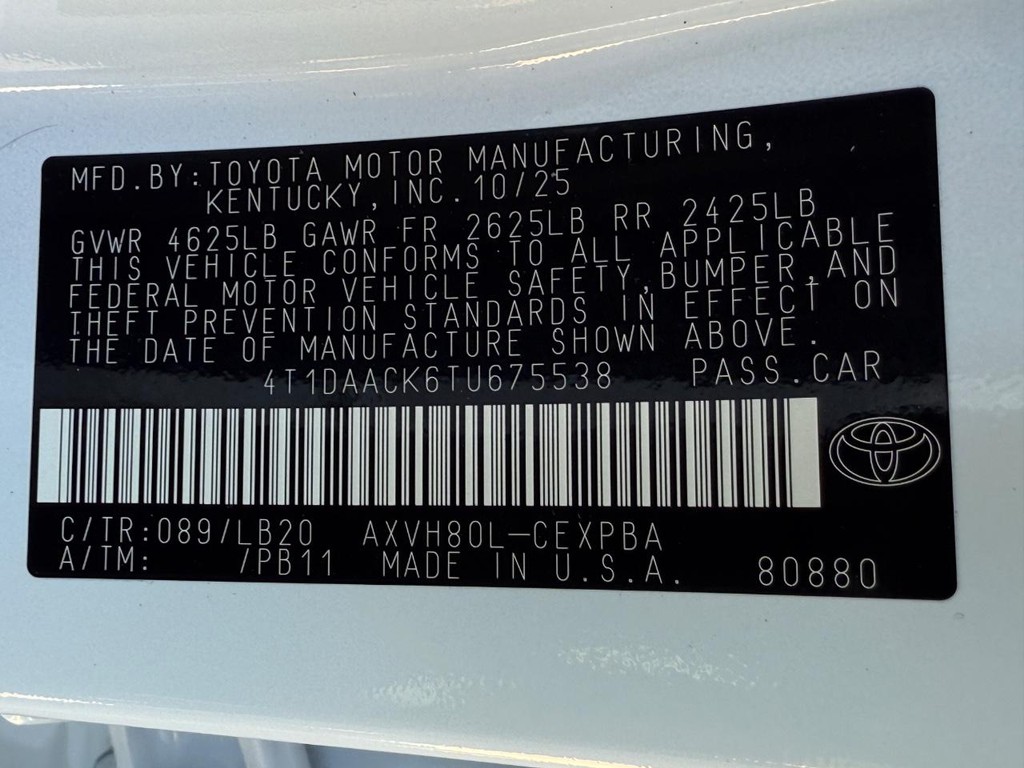 MFD.BY:TOYOTA MOTOR MANUFACTURING,
KENTUCKY,INC.10/25
GVWR 4625LB GAWR FR 2625LB RR 2425LB
THIS VEHICLE CONFORMS TO ALL APPLICABLE
FEDERAL MOTOR VEHICLE SAFETY,BUMPER,AND
THEFT PREVENTION STANDARDS IN EFFECT ON
THE DATE OF MANUFACTURE SHOWN ABOVE.
4T1DAACK6TU675538 PASS.CAR
C/TR:089/LB20 AXVH80L-CEXPBA
A/TM: /PB11 MADE IN U.S.A. 80880